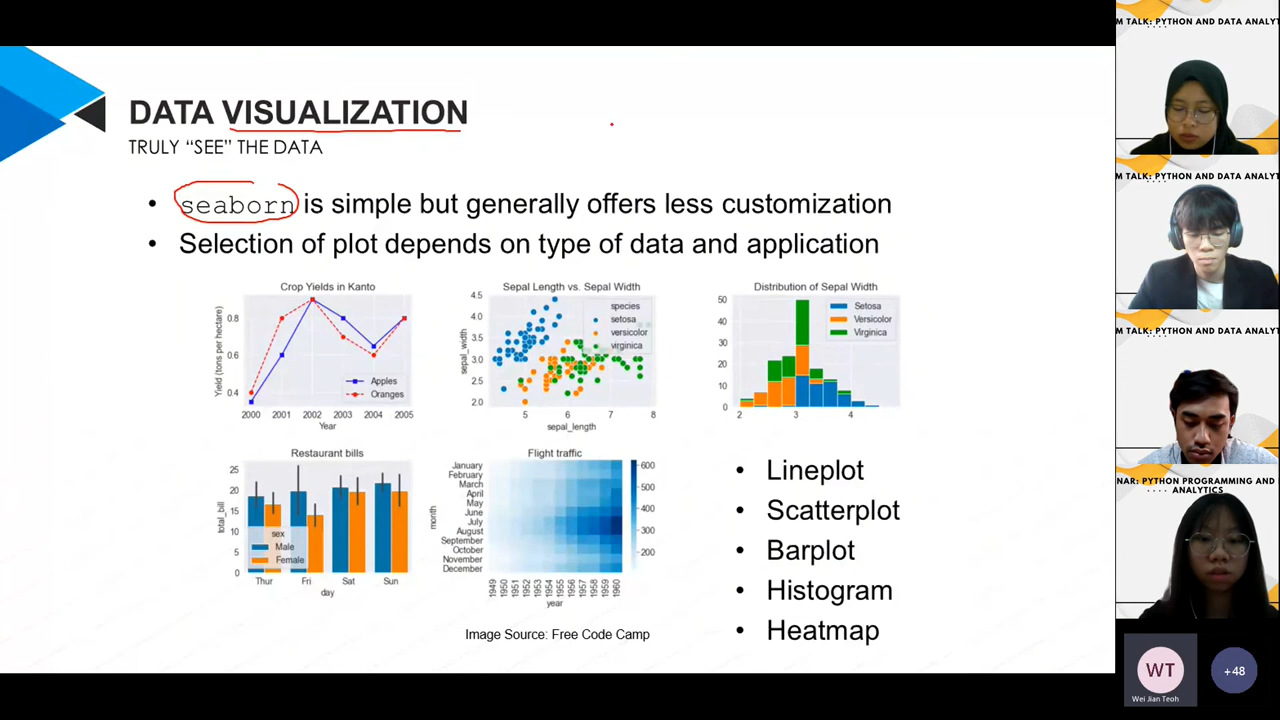 DATA VISUALIZATION
TRULY “SEE” THE DATA
• seaborn is simple but generally offers less customization
• Selection of plot depends on type of data and application
Crop Yields in Kanto
Yield (tons per hectare)
0.8
0.6
0.4
Apples
Oranges
2000 2001 2002 2003 2004 2005
Year
Sepal Length vs. Sepal Width
sepal_width
4.5
4.0
3.5
3.0
2.5
2.0
species
setosa
versicolor
virginica
5 6 7 8
sepal_length
Distribution of Sepal Width
50
40
30
20
10
0
Setosa
Versicolor
Virginica
2 3 4
Restaurant bills
total_bill
25
20
15
10
5
0
sex
Male
Female
Thur Fri Sat Sun
day
Flight traffic
month
January
February
March
April
May
June
July
August
September
October
November
December
1949 1950 1951 1952 1953 1954 1955 1956 1957 1958 1959 1960
year
600
500
400
300
200
Image Source: Free Code Camp
• Lineplot
• Scatterplot
• Barplot
• Histogram
• Heatmap
M TALK: PYTHON AND DATA ANALYT
M TALK: PYTHON AND DATA ANALYT
M TALK: PYTHON AND DATA ANALYT
NAR: PYTHON PROGRAMMING AND
ANALYTICS
WT
Wei Jian Teoh
+48